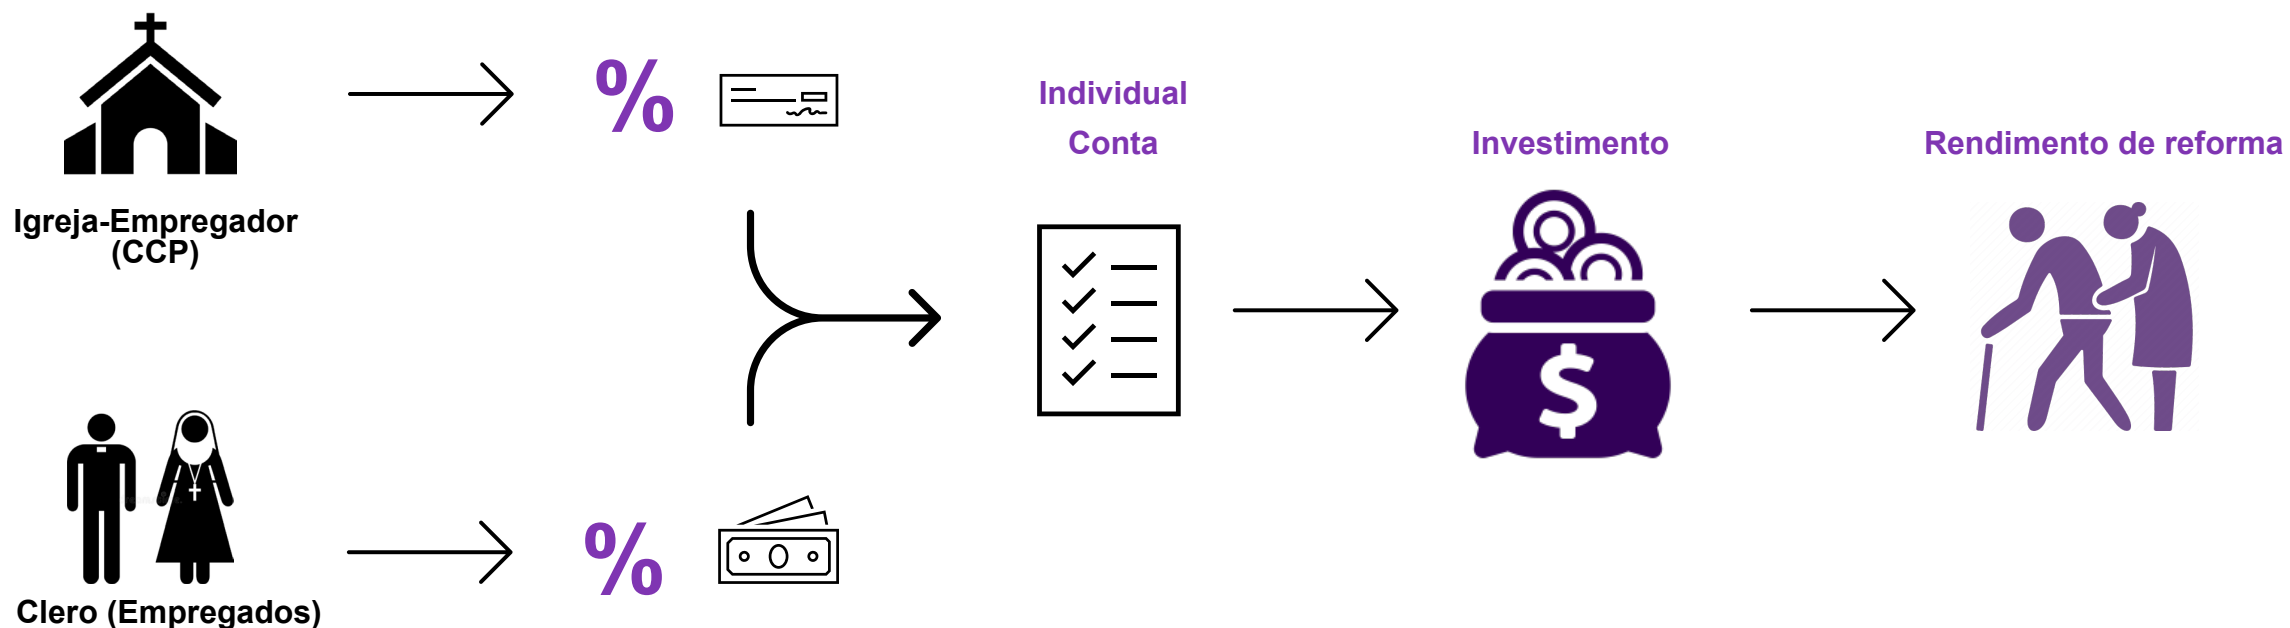 %
Igreja-Empregador
(CCP)
%
Clero (Empregados)
Individual
Conta
Investimento
$
Rendimento de reforma